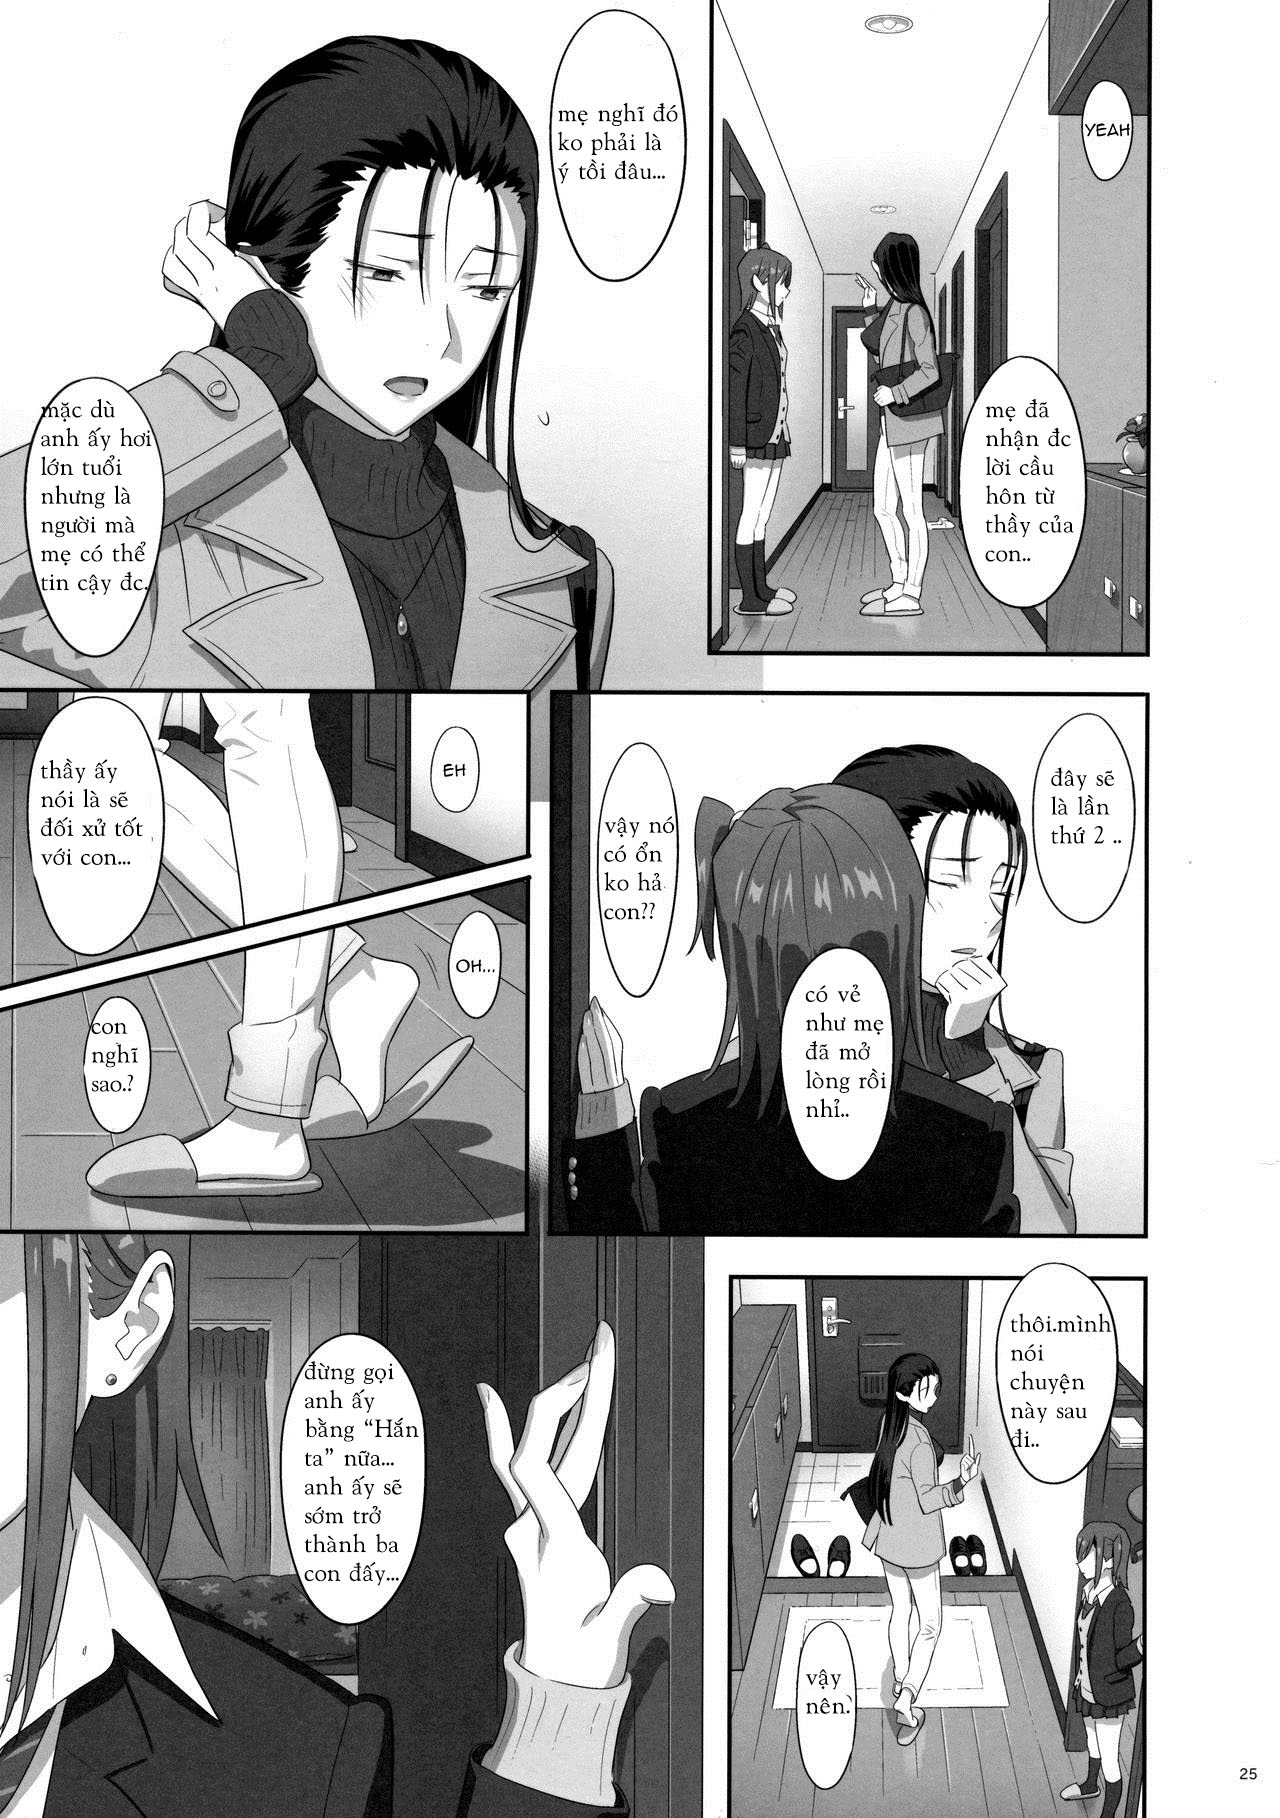 YEAH
mẹ đã
nhận đc
lời cầu
hôn từ
thầy của
con..
mẹ nghĩ đó
ko phải là
ý tồi đâu...
mặc dù
anh ấy hơi
lớn tuổi
nhưng là
người mà
mẹ có thể
tin cậy đc.
đây sẽ
là lần
thứ 2 ..
có vẻ
như mẹ
đã mở
lòng rồi
nhỉ..
vậy nó
có ổn
ko hả
con??
EH
thầy ấy
nói là sẽ
đối xử tốt
với con...
OH...
con
nghĩ
sao.?
thôi.mình
nói
chuyện
này sau
đi..
vậy
nên.
đừng gọi
anh ấy
bằng “Hắn
ta” nữa...
anh ấy sẽ
sớm trở
thành ba
con đấy...
25